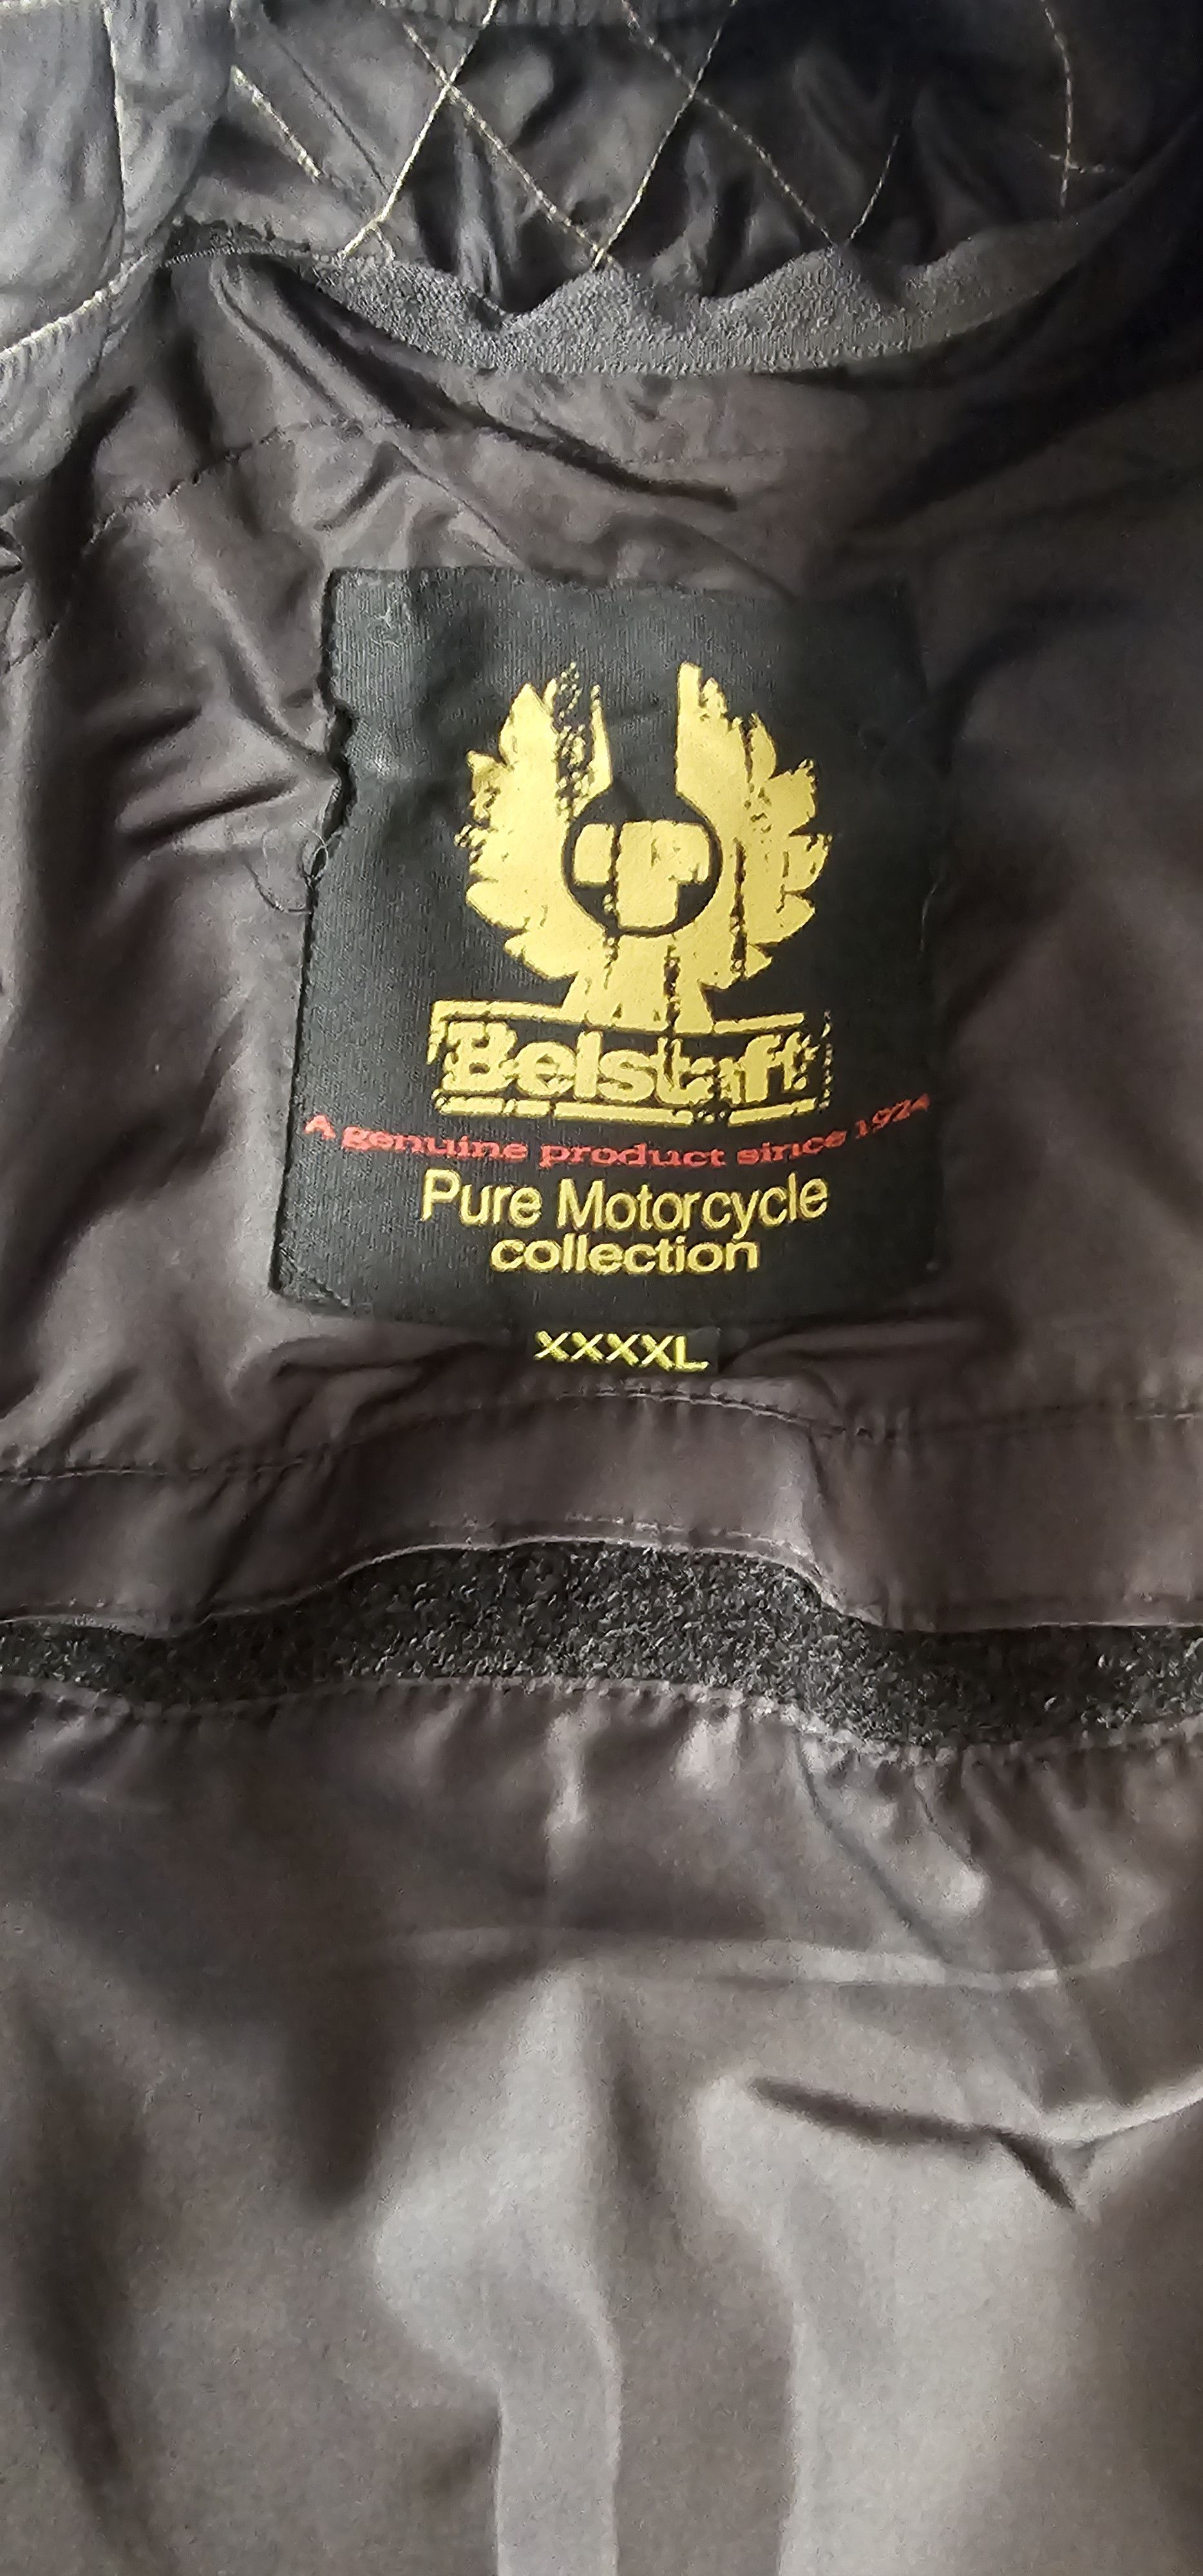 Belstaff
A genuine product since 1924
Pure Motorcycle
collection
XXXXL